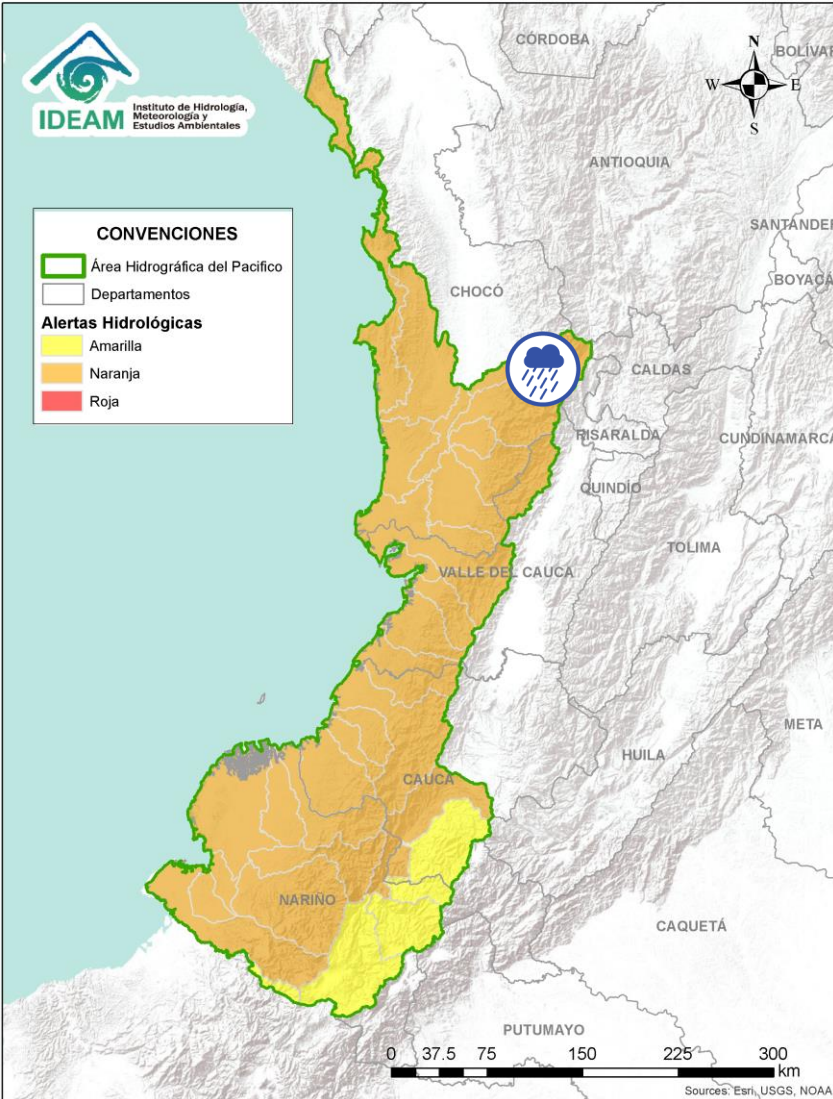 IDEAM
Instituto de Hidrología,
Meteorología y
Estudios Ambientales
N
W
E
S
CÓRDOBA
BOLÍVAR
ANTIOQUIA
SANTANDER
BOYACÁ
CHOCÓ
CALDAS
RISARALDA
CUNDINAMARCA
QUINDÍO
TOLIMA
VALLE DEL CAUCA
META
HUILA
CAUCA
NARIÑO
CAQUETÁ
PUTUMAYO
CONVENCIONES
Área Hidrográfica del Pacifico
Departamentos
Alertas Hidrológicas
Amarilla
Naranja
Roja
0 37.5 75 150 225 300
km
Sources: Esri, USGS, NOAA